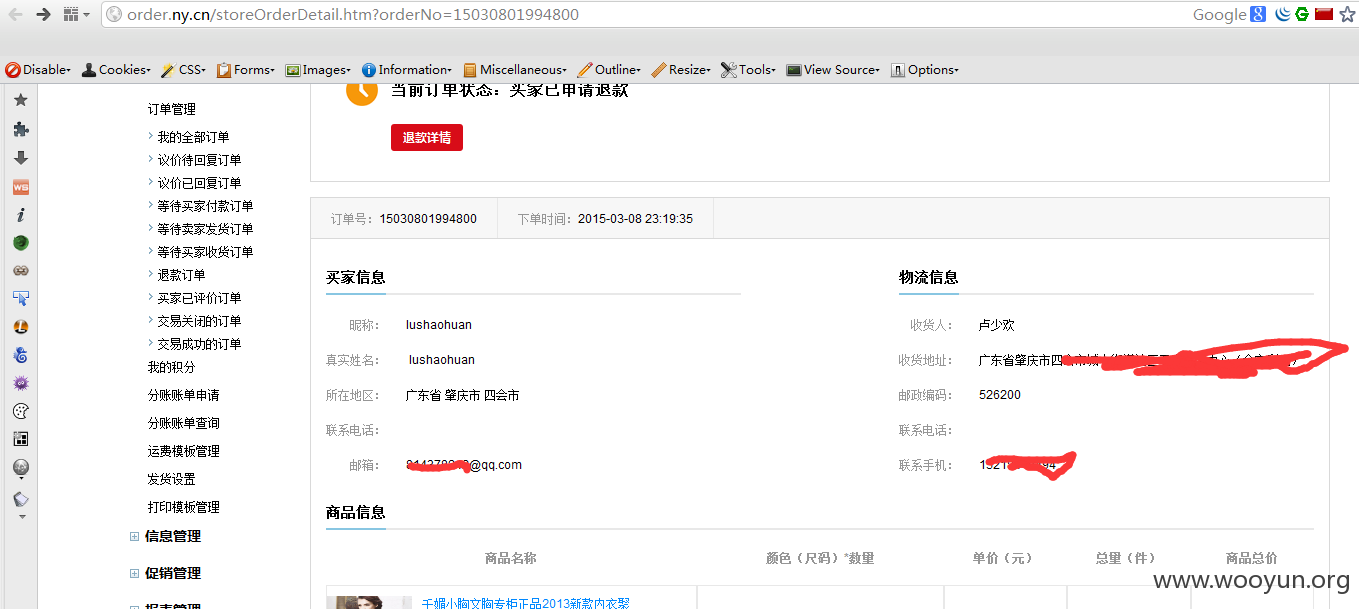 order.ny.cn/storeOrderDetail.htm?orderNo=15030801994800
Google
Disable Cookies CSS Forms Images Information Miscellaneous Outline Resize Tools View Source Options
当前订单状态：买家已申请退款
退款详情
订单管理
我的全部订单
议价待回复订单
议价已回复订单
等待买家付款订单
等待卖家发货订单
等待买家收货订单
退款订单
买家已评价订单
交易关闭的订单
交易成功的订单
我的积分
分账账单申请
分账账单查询
运费模板管理
发货设置
打印模板管理
信息管理
促销管理
报表管理
订单号：15030801994800 下单时间：2015-03-08 23:19:35
买家信息
昵称：lushaohuan
真实姓名：lushaohuan
所在地区：广东省 肇庆市 四会市
联系电话：
邮箱：@qq.com
物流信息
收货人：卢少欢
收货地址：广东省肇庆市四
邮政编码：526200
联系电话：
联系手机：
商品信息
商品名称 颜色（尺码）*数量 单价（元） 总量（件） 商品总价
千媚小胸文胸专柜正品2013新款内衣聚
www.wooyun.org